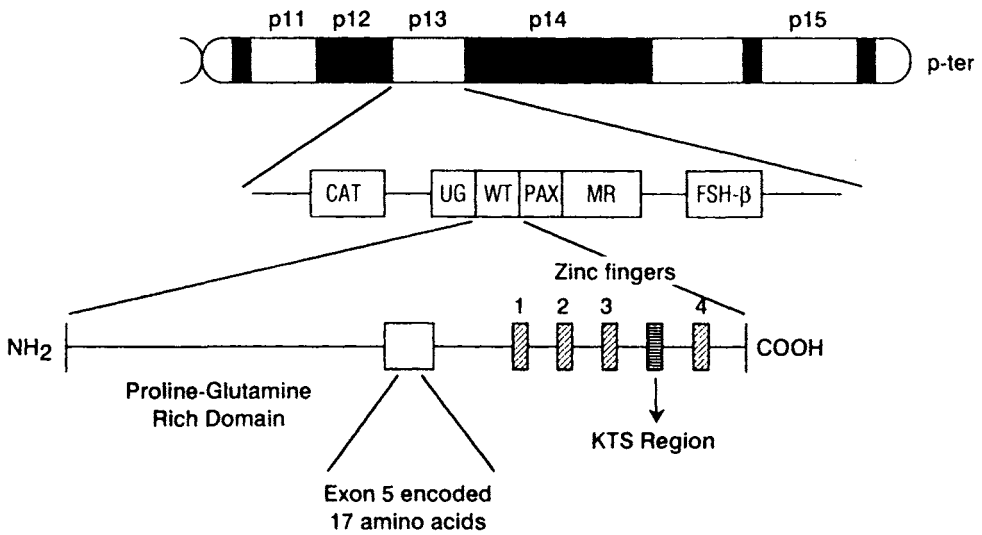 p11 p12 p13 p14 p15
p-ter
CAT UG WT PAX MR FSH-β
Zinc fingers
1 2 3 4
NH2 COOH
Proline-Glutamine
Rich Domain
KTS Region
Exon 5 encoded
17 amino acids